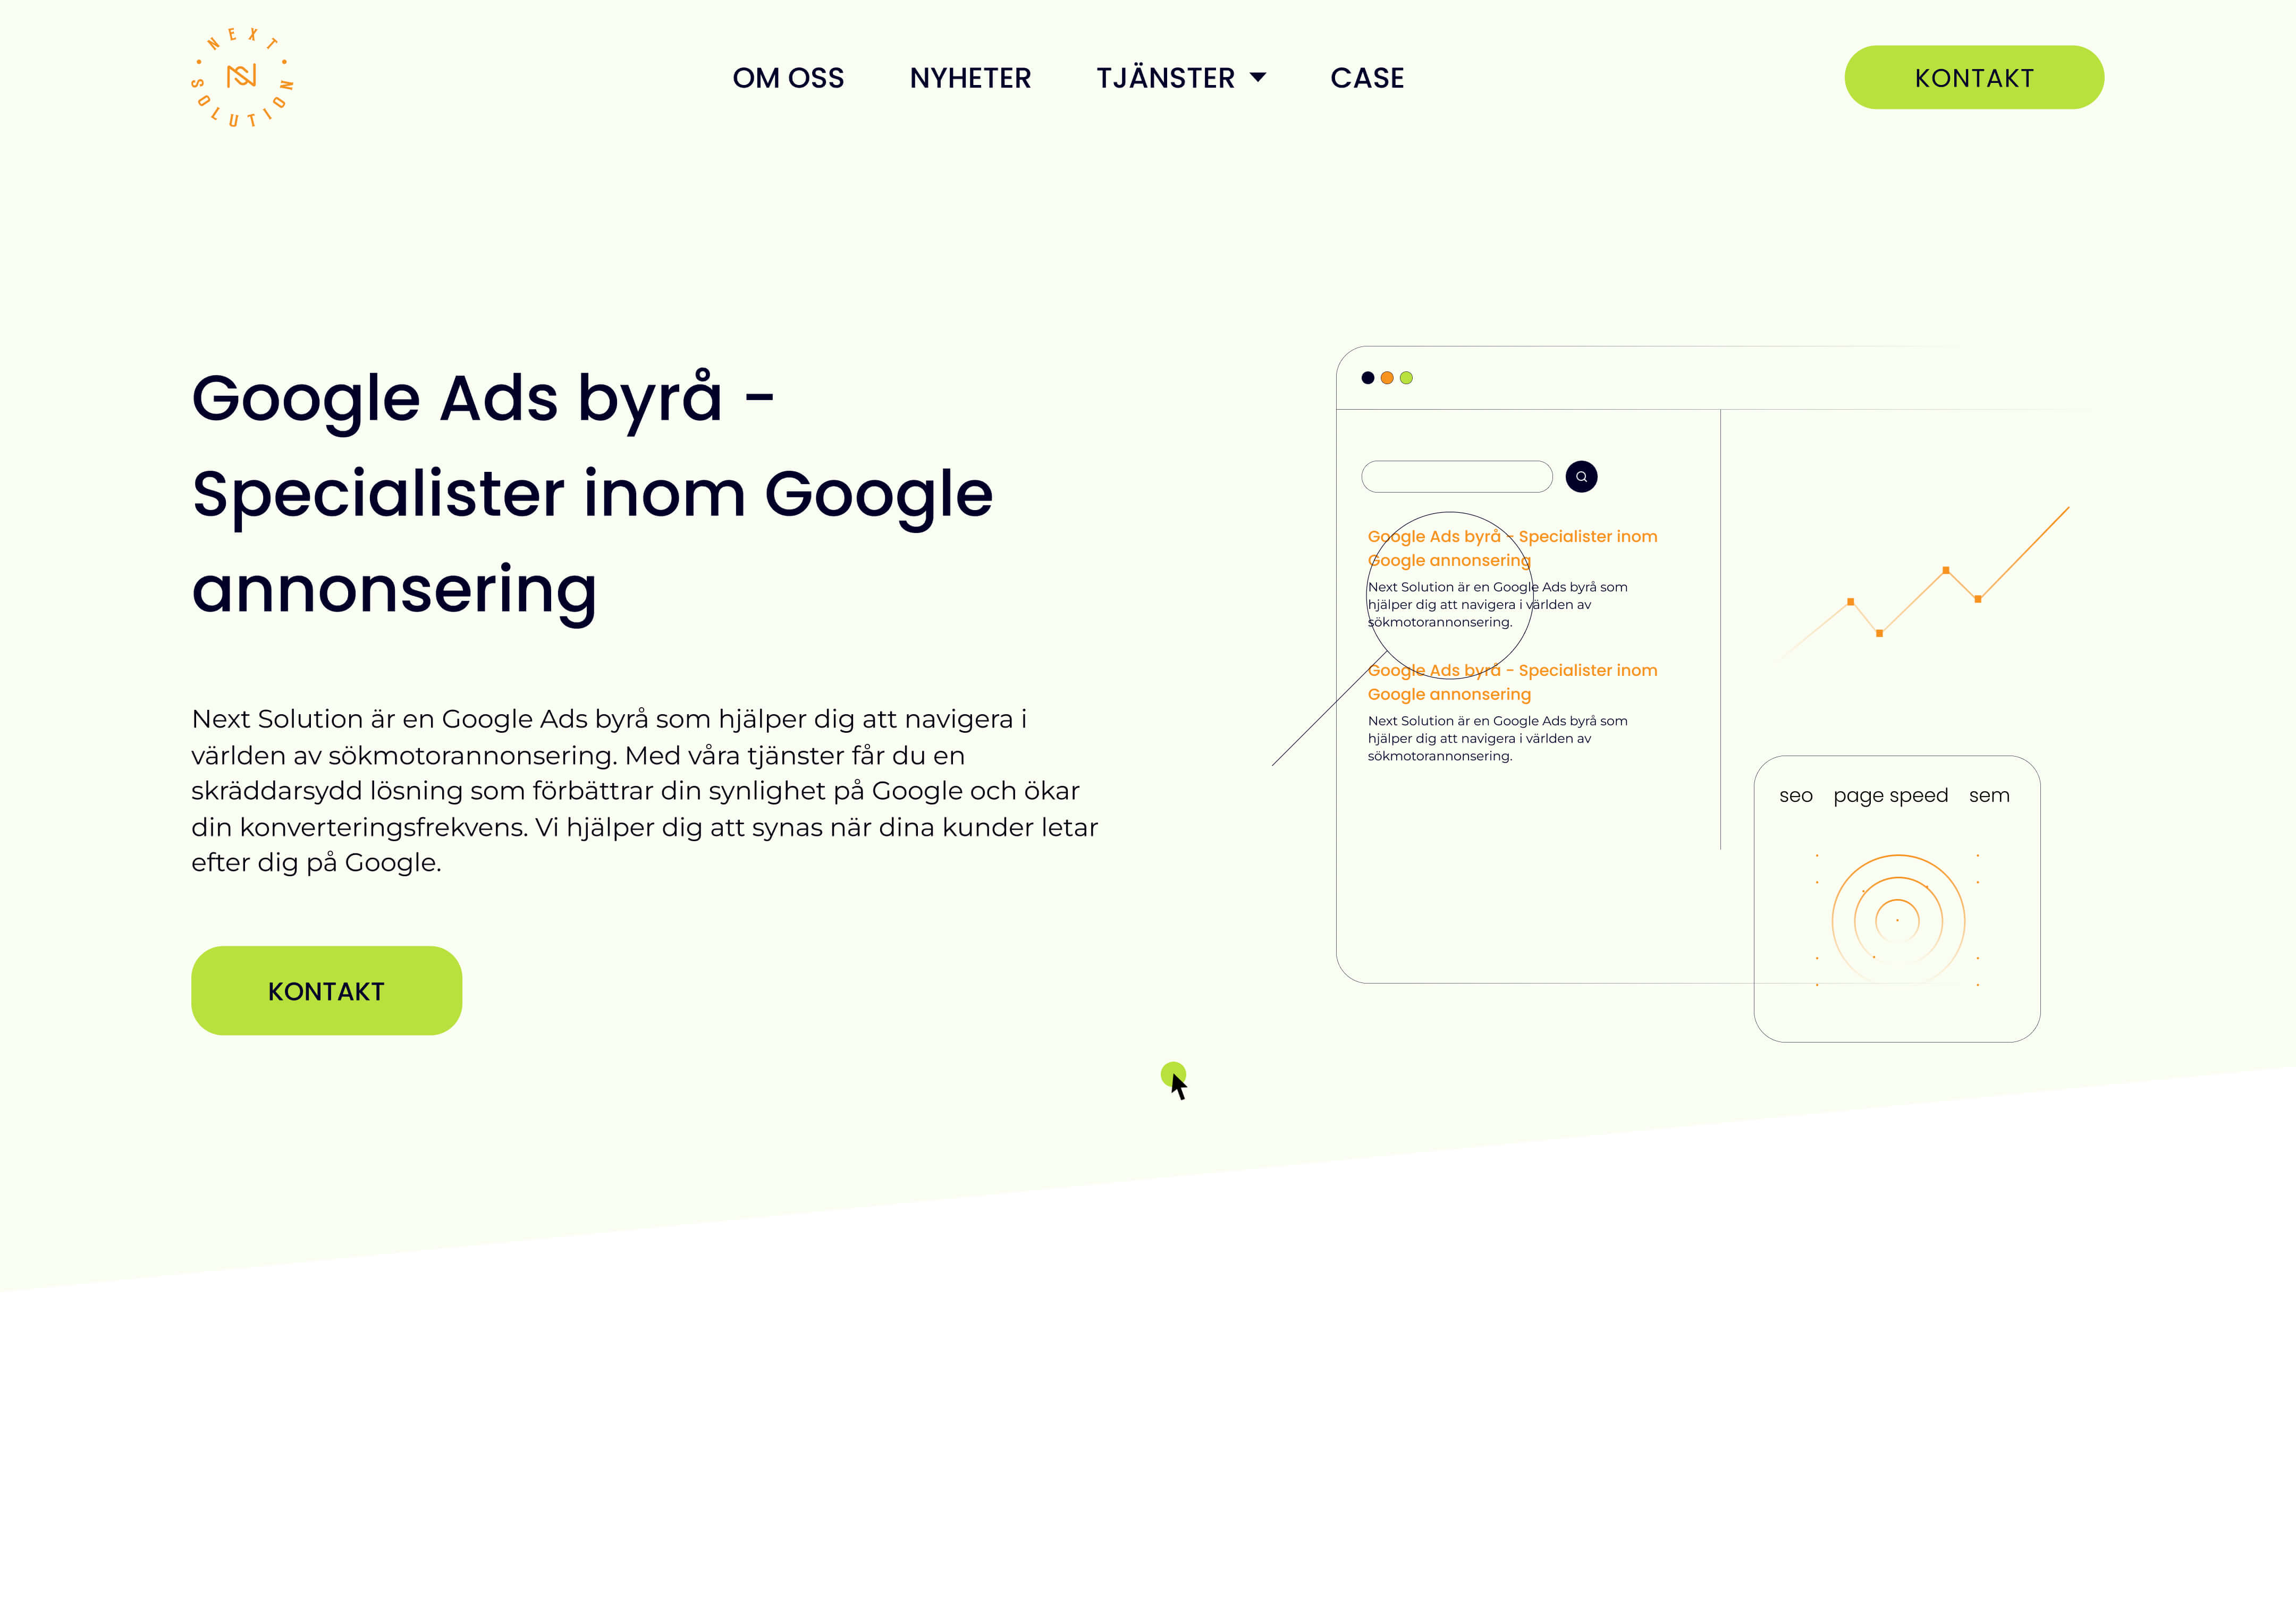 NEXT SOLUTION
NS
OM OSS
NYHETER
TJÄNSTER
CASE
KONTAKT
Google Ads byrå -
Specialister inom Google
annonsering
Next Solution är en Google Ads byrå som hjälper dig att navigera i
världen av sökmotorannonsering. Med våra tjänster får du en
skräddarsydd lösning som förbättrar din synlighet på Google och ökar
din konverteringsfrekvens. Vi hjälper dig att synas när dina kunder letar
efter dig på Google.
KONTAKT
Google Ads byrå - Specialister inom
Google annonsering
Next Solution är en Google Ads byrå som
hjälper dig att navigera i världen av
sökmotorannonsering.
Google Ads byrå - Specialister inom
Google annonsering
Next Solution är en Google Ads byrå som
hjälper dig att navigera i världen av
sökmotorannonsering.
seo page speed sem